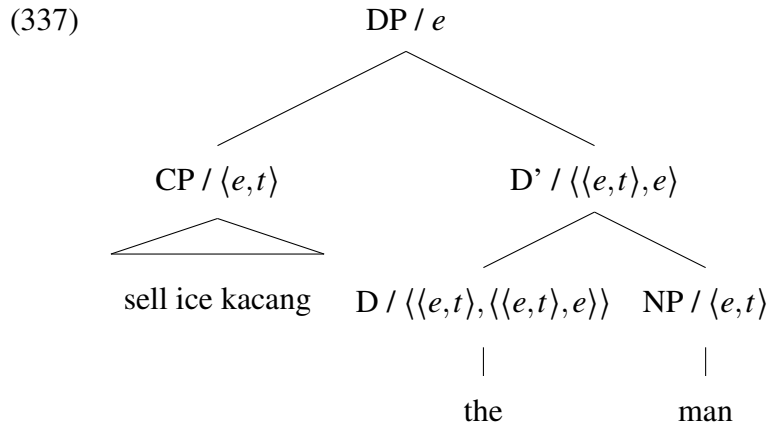 (337) DP / e
CP / ⟨e,t⟩ D’ / ⟨⟨e,t⟩,e⟩
sell ice kacang D / ⟨⟨e,t⟩,⟨⟨e,t⟩,e⟩⟩ NP / ⟨e,t⟩
the man